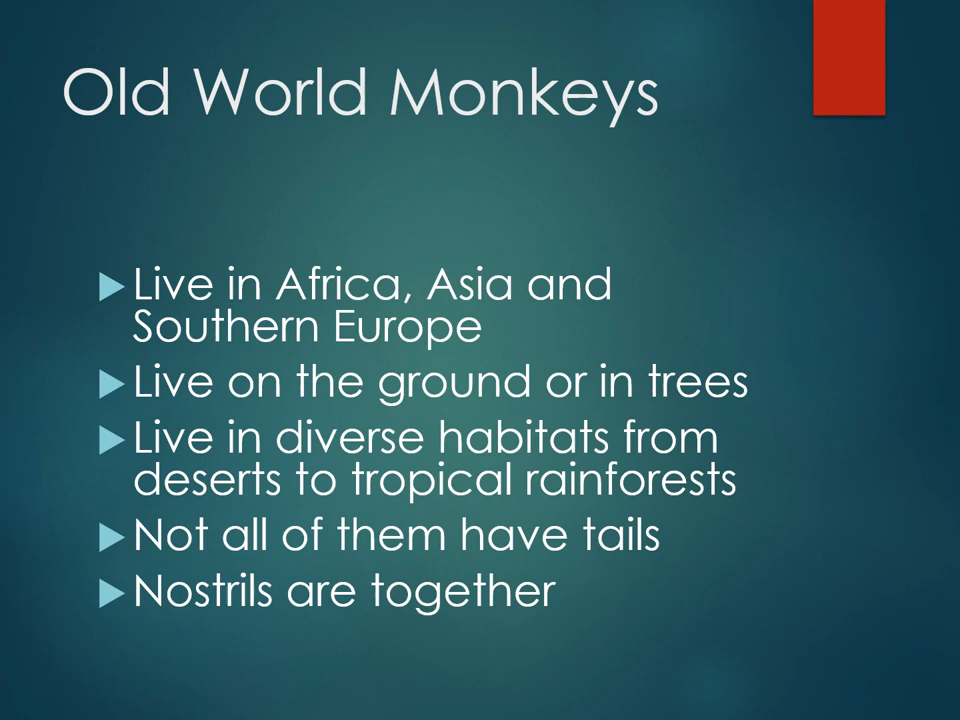 Old World Monkeys
Live in Africa, Asia and
Southern Europe
Live on the ground or in trees
Live in diverse habitats from
deserts to tropical rainforests
Not all of them have tails
Nostrils are together